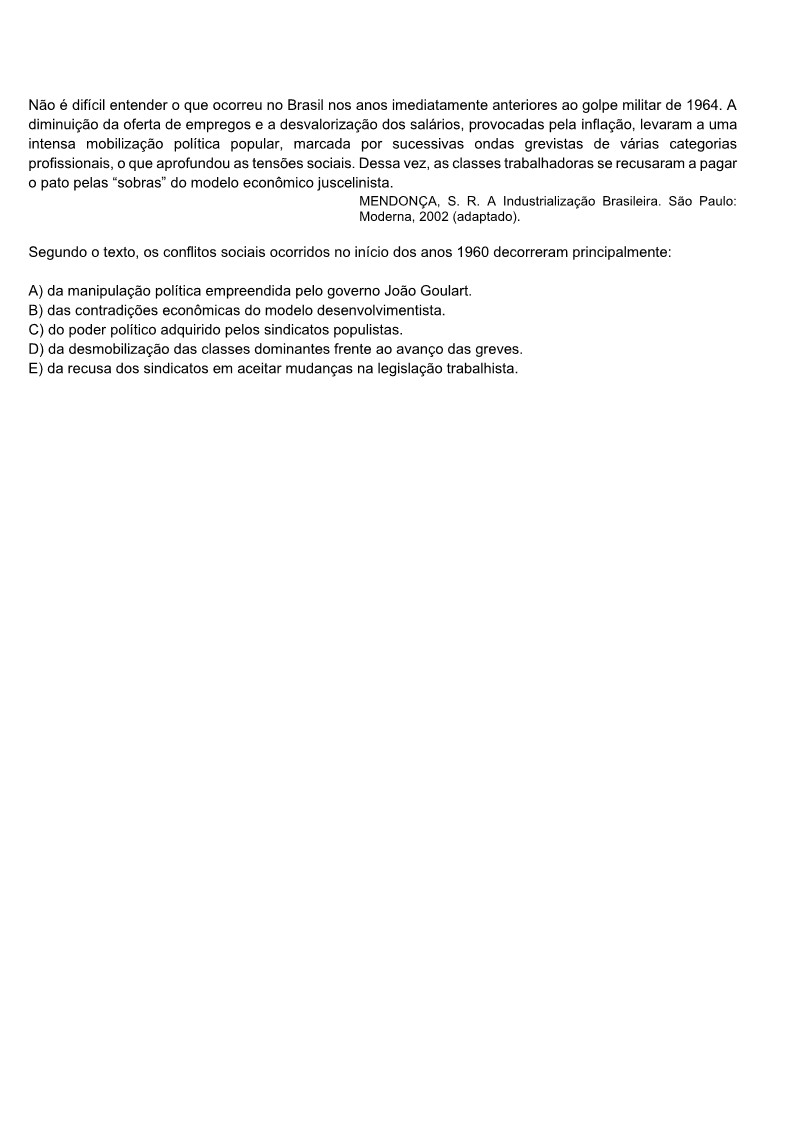 Não é difícil entender o que ocorreu no Brasil nos anos imediatamente anteriores ao golpe militar de 1964. A
diminuição da oferta de empregos e a desvalorização dos salários, provocadas pela inflação, levaram a uma
intensa mobilização política popular, marcada por sucessivas ondas grevistas de várias categorias
profissionais, o que aprofundou as tensões sociais. Dessa vez, as classes trabalhadoras se recusaram a pagar
o pato pelas “sobras” do modelo econômico juscelinista.
MENDONÇA, S. R. A Industrialização Brasileira. São Paulo:
Moderna, 2002 (adaptado).
Segundo o texto, os conflitos sociais ocorridos no início dos anos 1960 decorreram principalmente:
A) da manipulação política empreendida pelo governo João Goulart.
B) das contradições econômicas do modelo desenvolvimentista.
C) do poder político adquirido pelos sindicatos populistas.
D) da desmobilização das classes dominantes frente ao avanço das greves.
E) da recusa dos sindicatos em aceitar mudanças na legislação trabalhista.